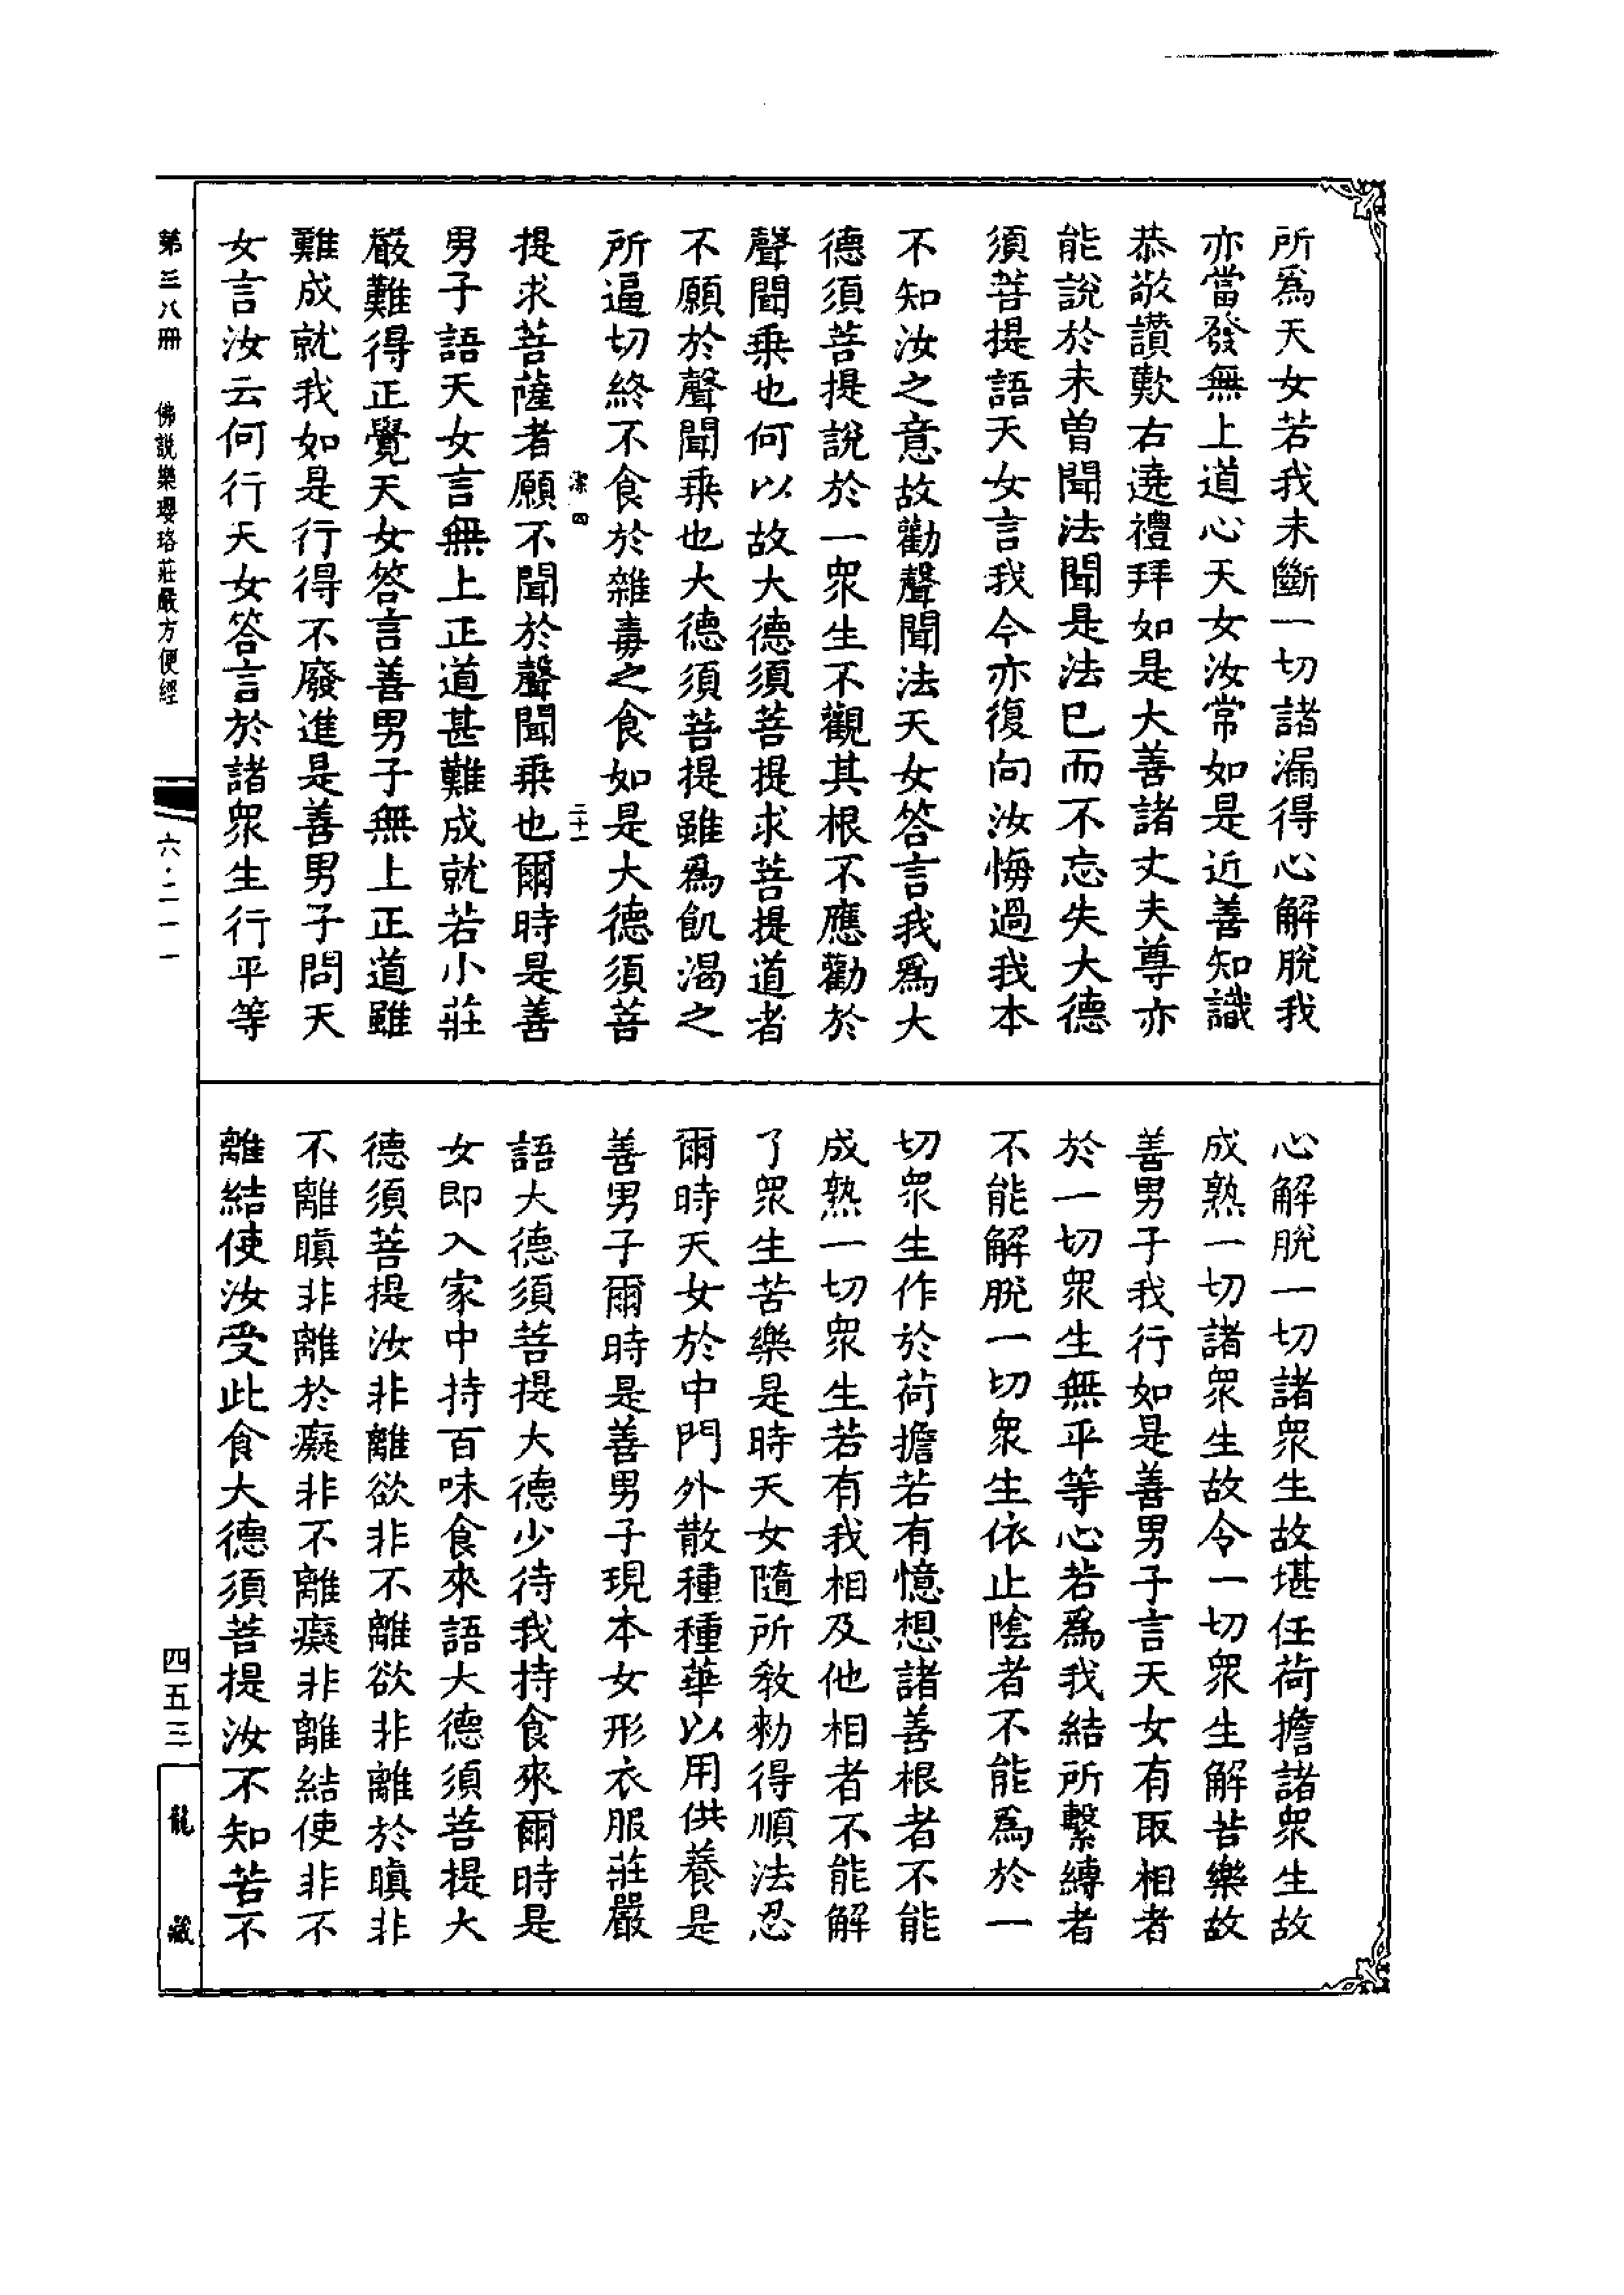 所爲天女若我未斷一切諸漏得心解脫我
亦當發無上道心天女汝常如是近善知識
恭敬讃歎右遶禮拜如是大善諸丈夫尊亦
能說於未曾聞法聞是法已而不忘失大德
須菩提語天女言我今亦復向汝悔過我本
不知汝之意故勸聲聞法天女答言我爲大
德須菩提說於一衆生不觀其根不應勸於
聲聞乗也何以故大德須菩提求菩提道者
不願於聲聞乗也大德須菩提雖爲飢渴之
所逼切終不食於雜毒之食如是大德須菩
潔四 二十一
提求菩薩者願不聞於聲聞乗也爾時是善
男子語天女言無上正道甚難成就若小莊
嚴難得正覺天女答言善男子無上正道雖
難成就我如是行得不廢進是善男子問天
女言汝云何行天女答言於諸衆生行平等
心解脫一切諸衆生故堪任荷擔諸衆生故
成熟一切諸衆生故令一切衆生解苦樂故
善男子我行如是善男子言天女有取相者
於一切衆生無平等心若爲我結所繫縛者
不能解脫一切衆生依止陰者不能爲於一
切衆生作於荷擔若有憶想諸善根者不能
成熟一切衆生若有我相及他相者不能解
了衆生苦樂是時天女隨所教勑得順法忍
爾時天女於中門外散種種華以用供養是
善男子爾時是善男子現本女形衣服莊嚴
語大德須菩提大德少待我持食來爾時是
女即入家中持百味食來語大德須菩提大
德須菩提汝非離欲非不離欲非離於瞋非
不離瞋非離於癡非不離癡非離結使非不
離結使汝受此食大德須菩提汝不知苦不
第三八冊 佛說樂瓔珞莊嚴方便經
六·二一一
四五三
龍藏